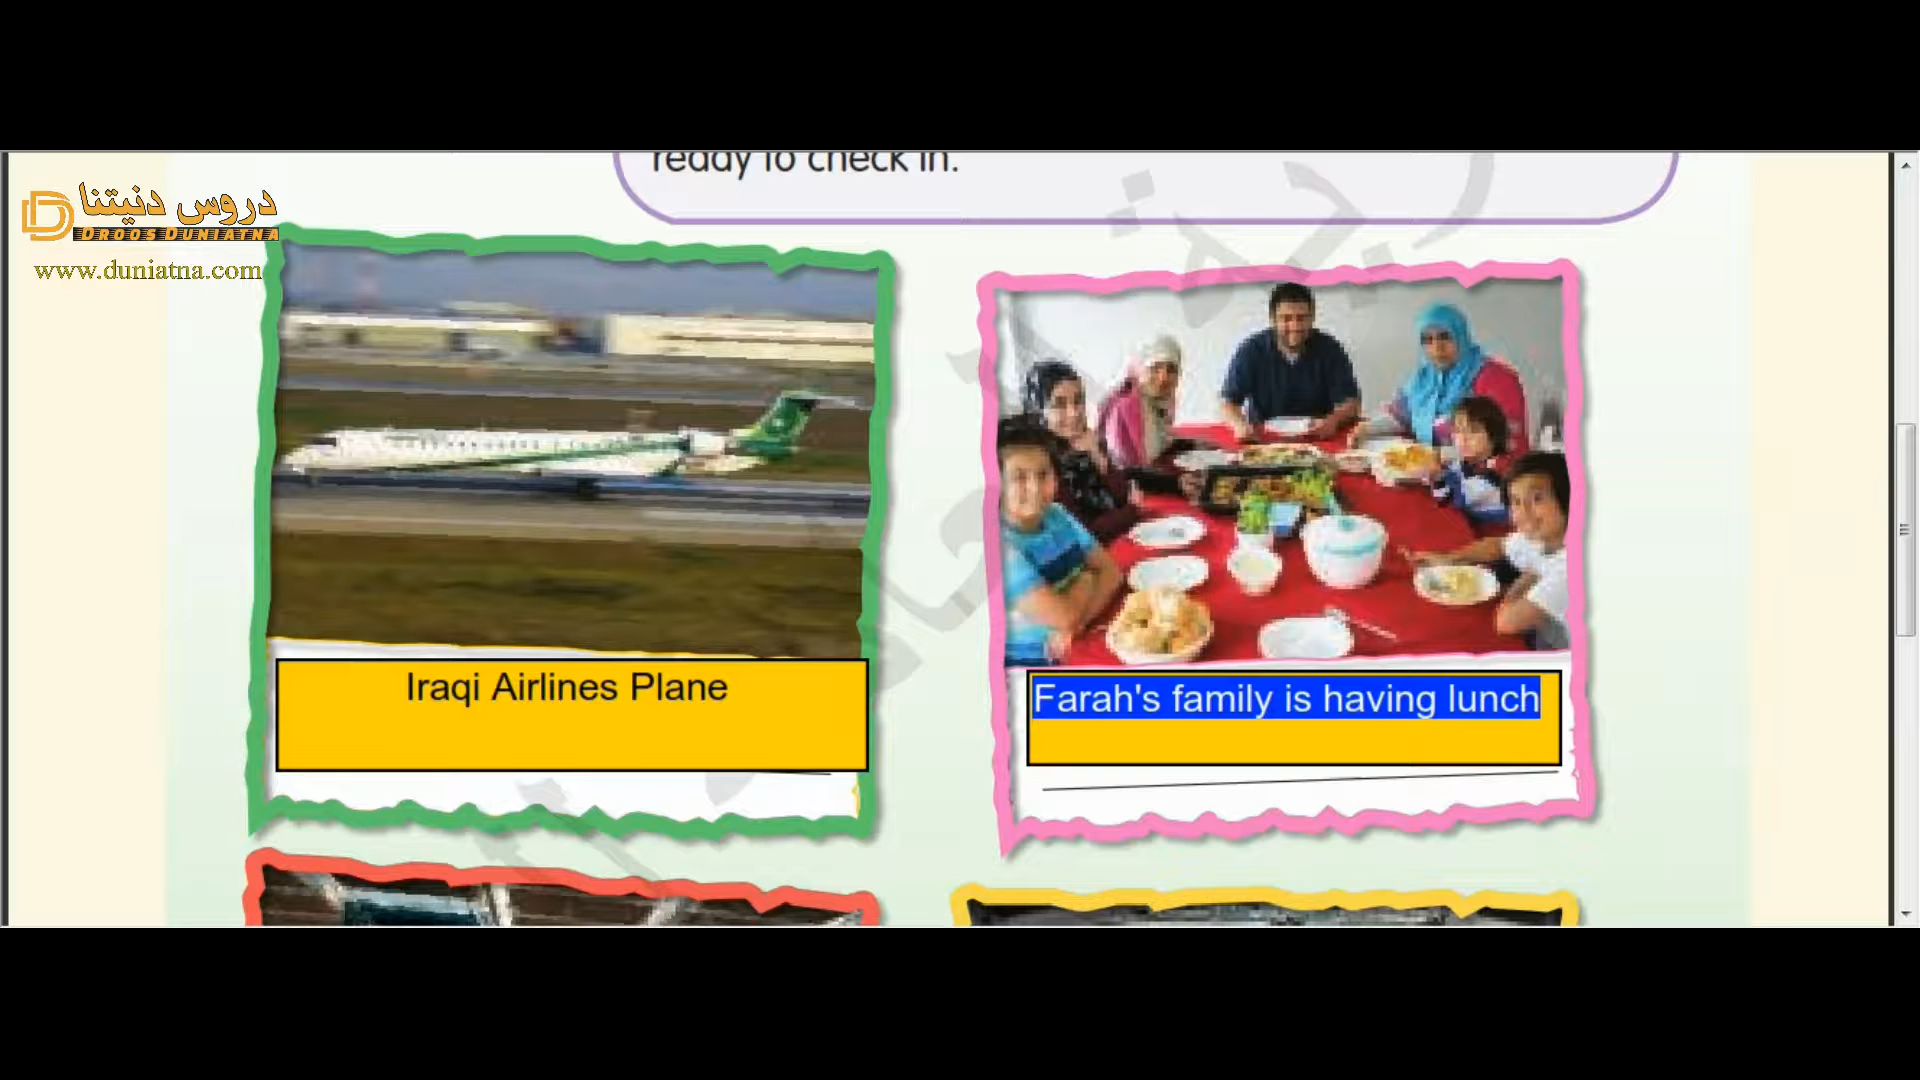 ready to check in.
دروس دنيتنا
DROOS DUNIATNA
www.duniatna.com
Iraqi Airlines Plane
Farah's family is having lunch